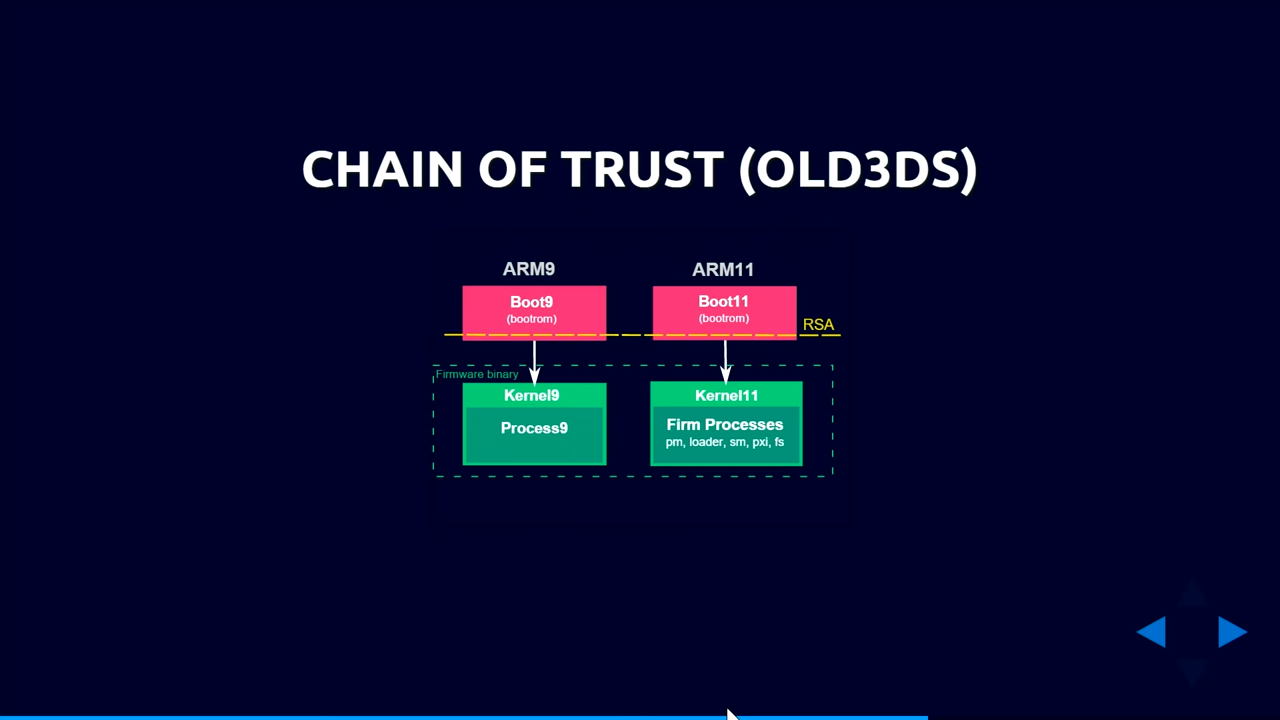 CHAIN OF TRUST (OLD3DS)
ARM9
ARM11
Boot9
(bootrom)
Boot11
(bootrom)
RSA
Firmware binary
Kernel9
Process9
Kernel11
Firm Processes
pm, loader, sm, pxi, fs